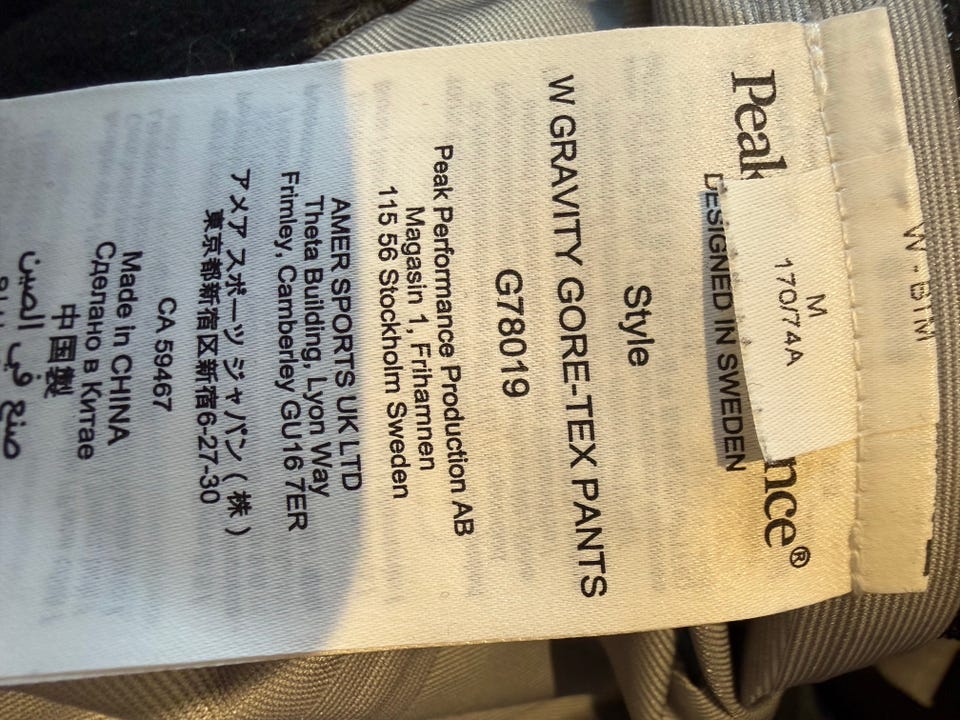 M
170/74A
Peak
nce®
DESIGNED IN SWEDEN
Style
W GRAVITY GORE-TEX PANTS
G78019
Peak Performance Production AB
Magasin 1, Frihamnen
115 56 Stockholm Sweden
AMER SPORTS UK LTD
Theta Building, Lyon Way
Frimley, Camberley GU16 7ER
アメア スポーツ ジャパン (株)
東京都新宿区新宿6-27-30
CA 59467
Made in CHINA
Сделано в Китае
中国製
صنع في الصين